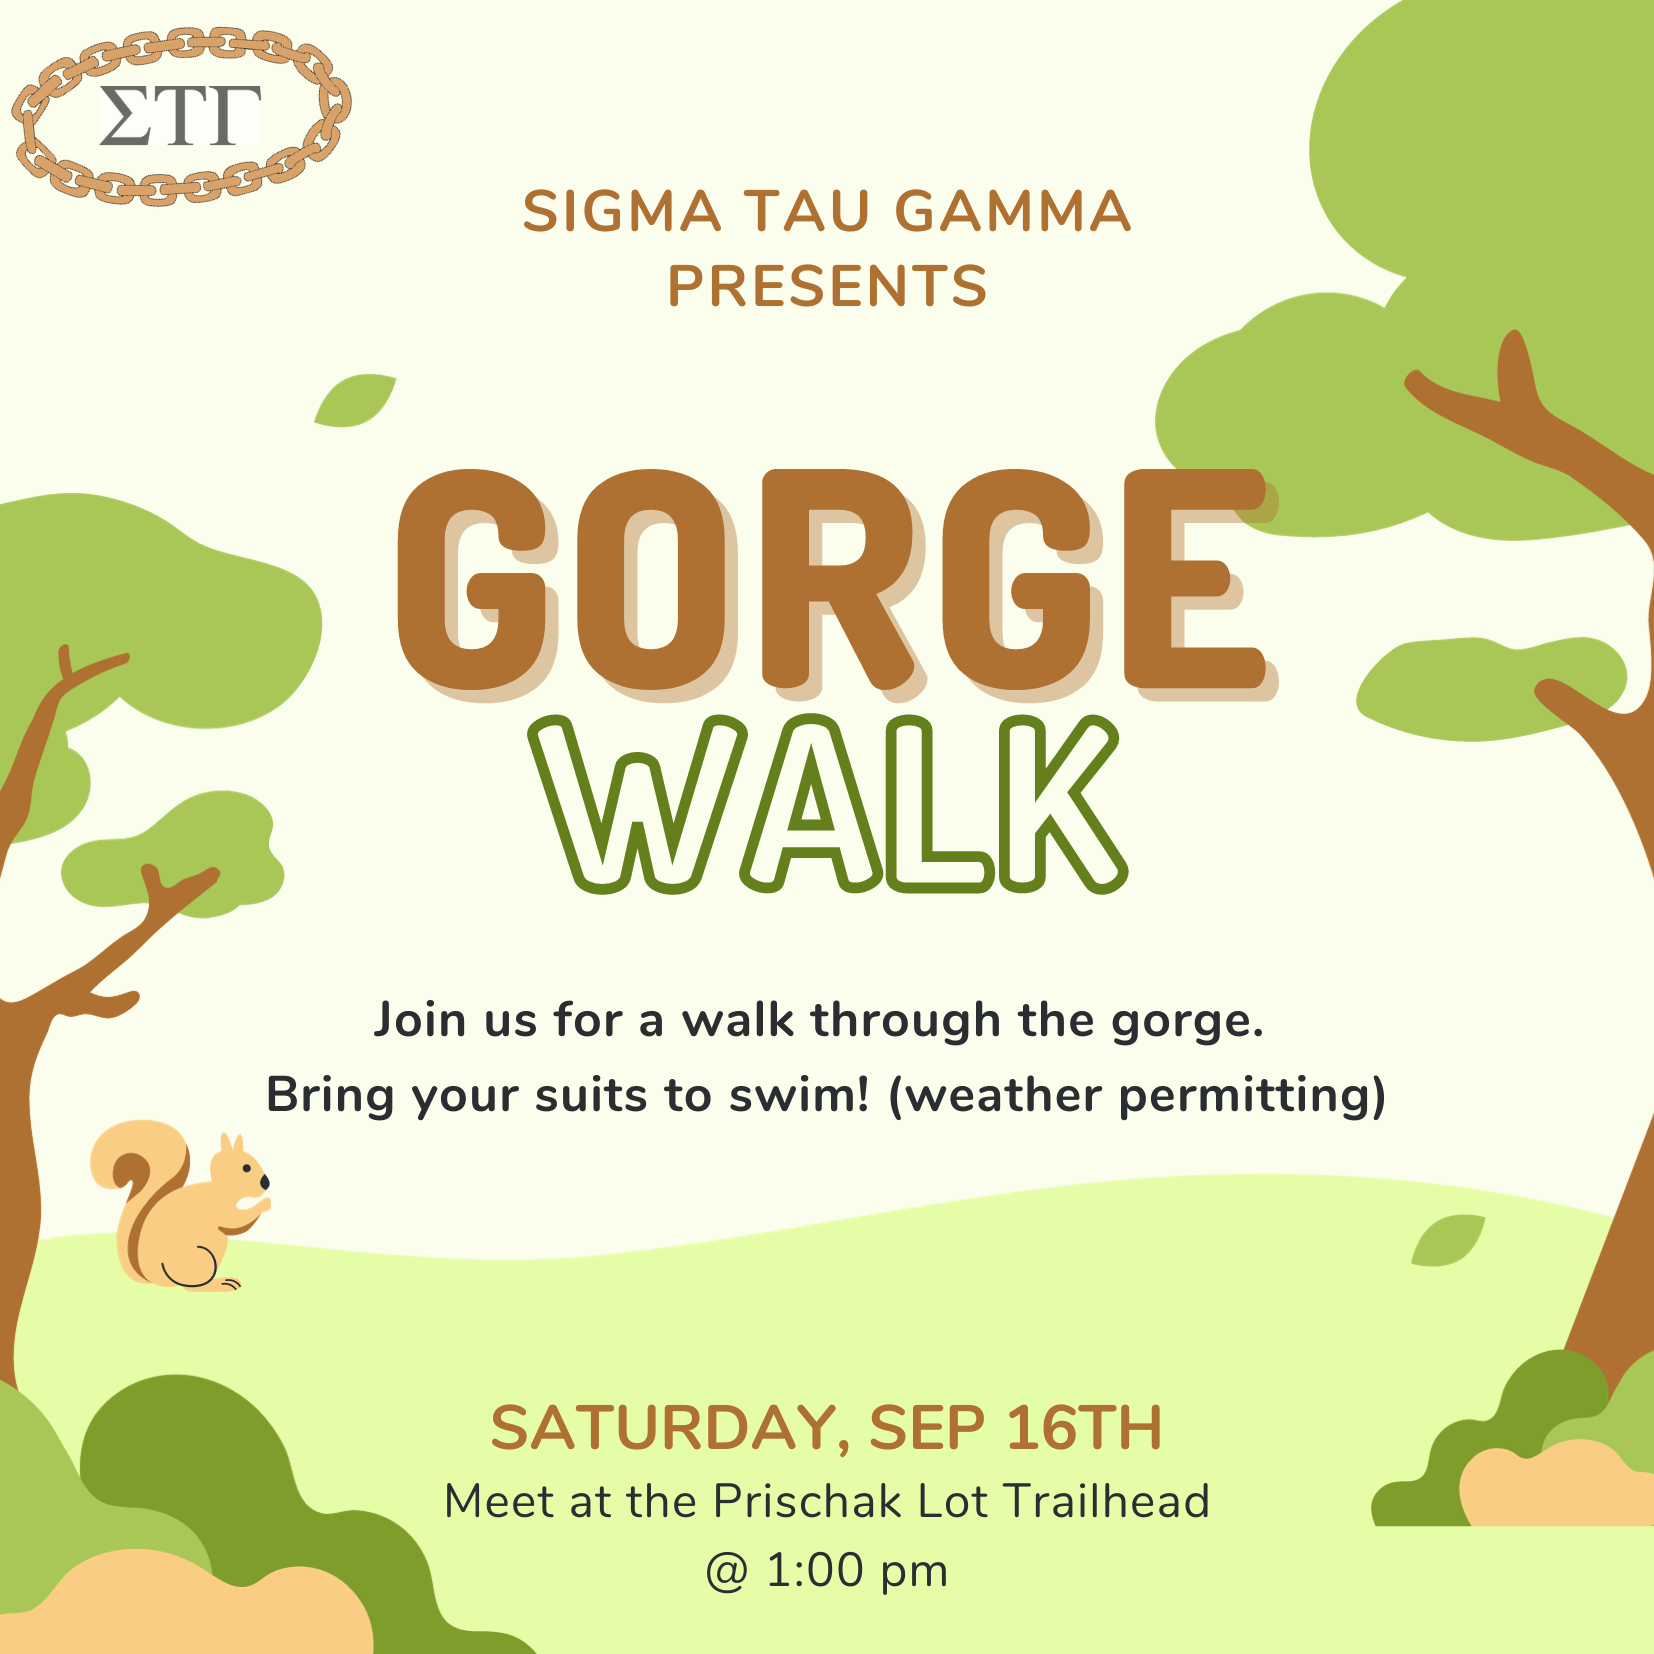 ΣΤΓ
SIGMA TAU GAMMA
PRESENTS
GORGE
WALK
Join us for a walk through the gorge.
Bring your suits to swim! (weather permitting)
SATURDAY, SEP 16TH
Meet at the Prischak Lot Trailhead
@ 1:00 pm